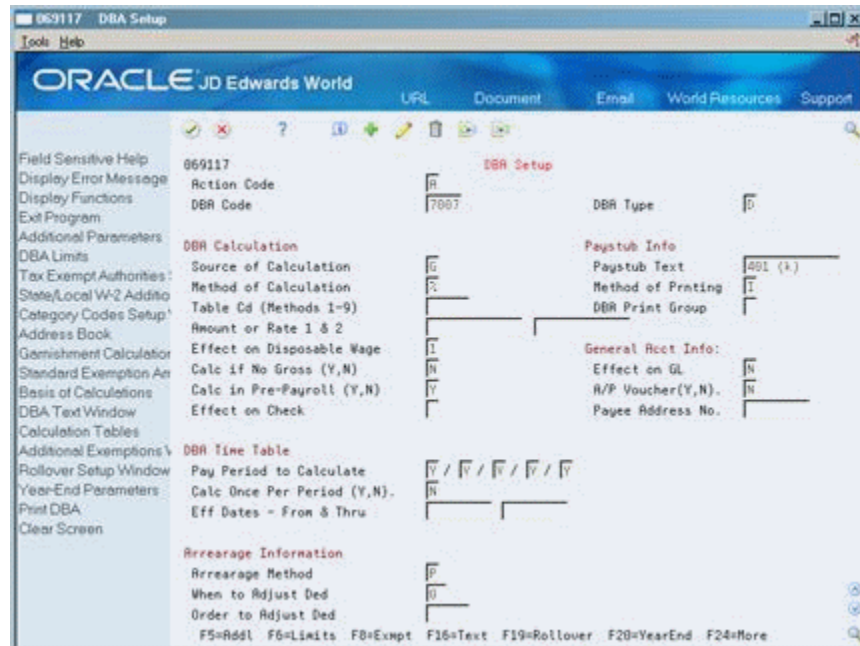 069117 DBA Setup
Tools Help
ORACLE JD Edwards World
URL Document Email World Resources Support
Field Sensitive Help
Display Error Message
Display Functions
Exit Program
Additional Parameters
DBA Limits
Tax Exempt Authorities S
State/Local W-2 Additio
Category Codes Setup
Address Book
Garnishment Calculation
Standard Exemption Am
Basis of Calculations
DBA Text Window
Calculation Tables
Additional Exemptions W
Rollover Setup Window
Year-End Parameters
Print DBA
Clear Screen
069117 DBA Setup
Action Code A
DBA Code 7007 DBA Type D
DBA Calculation Paystub Info
Source of Calculation G Paystub Text 401 (k)
Method of Calculation % Method of Prnting I
Table Cd (Methods 1-9) DBA Print Group
Amount or Rate 1 & 2
Effect on Disposable Wage I General Acct Info:
Calc if No Gross (Y,N) N Effect on GL N
Calc in Pre-Payroll (Y,N) Y A/P Voucher(Y,N). N
Effect on Check Payee Address No.
DBA Time Table
Pay Period to Calculate Y / Y / Y / Y / Y
Calc Once Per Period (Y,N). N
Eff Dates - From & Thru
Arrearage Information
Arrearage Method P
When to Adjust Ded
Order to Adjust Ded
F5=Addl F6=Limits F8=Exmpt F16=Text F19=Rollover F20=YearEnd F24=More